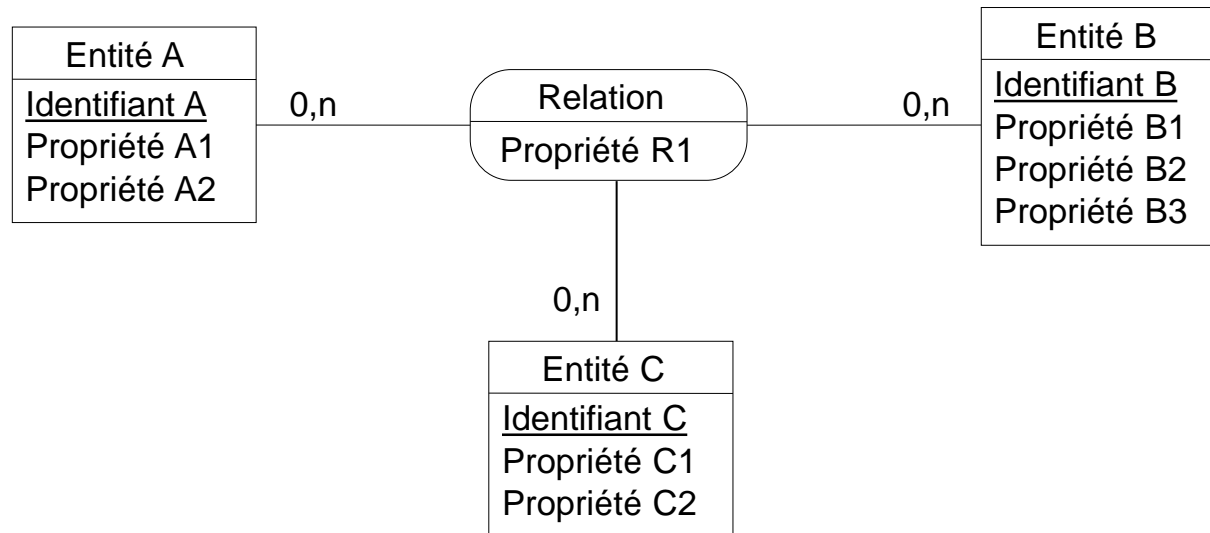 Entité A
Identifiant A
Propriété A1
Propriété A2
0,n
Relation
Propriété R1
0,n
Entité B
Identifiant B
Propriété B1
Propriété B2
Propriété B3
0,n
Entité C
Identifiant C
Propriété C1
Propriété C2